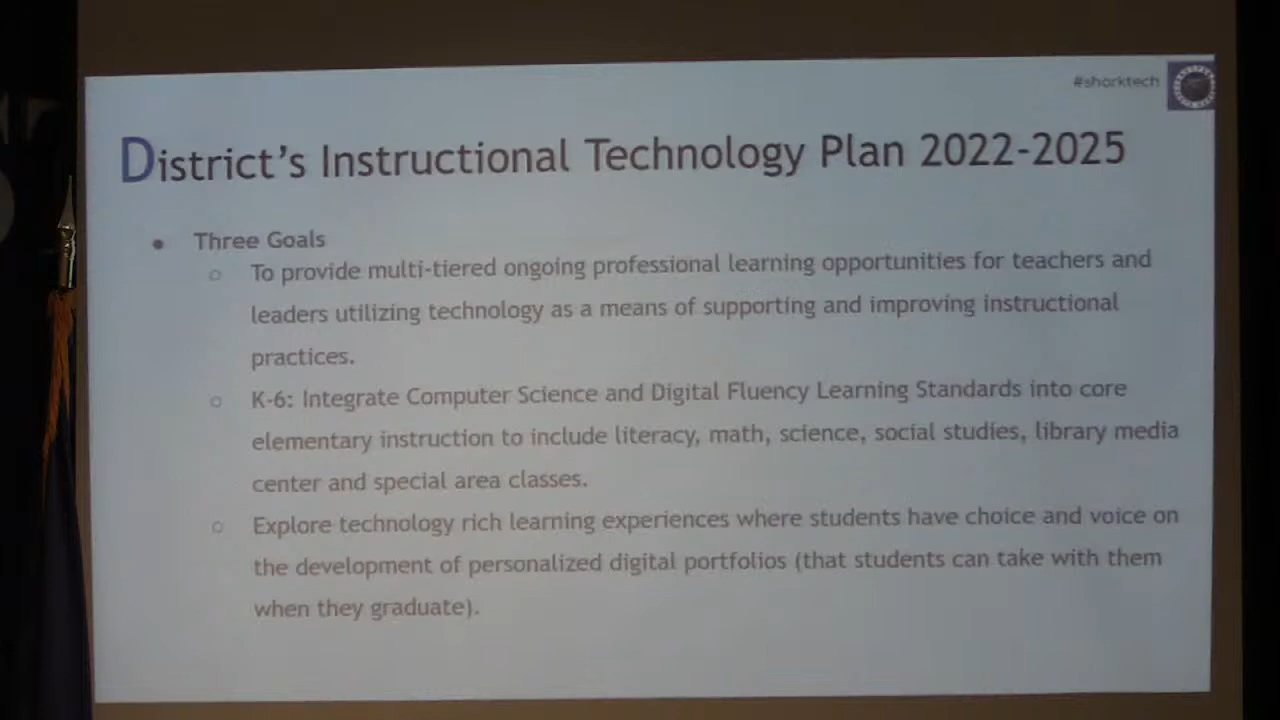 #sharktech
District's Instructional Technology Plan 2022-2025
● Three Goals
○ To provide multi-tiered ongoing professional learning opportunities for teachers and
leaders utilizing technology as a means of supporting and improving instructional
practices.
○ K-6: Integrate Computer Science and Digital Fluency Learning Standards into core
elementary instruction to include literacy, math, science, social studies, library media
center and special area classes.
○ Explore technology rich learning experiences where students have choice and voice on
the development of personalized digital portfolios (that students can take with them
when they graduate).